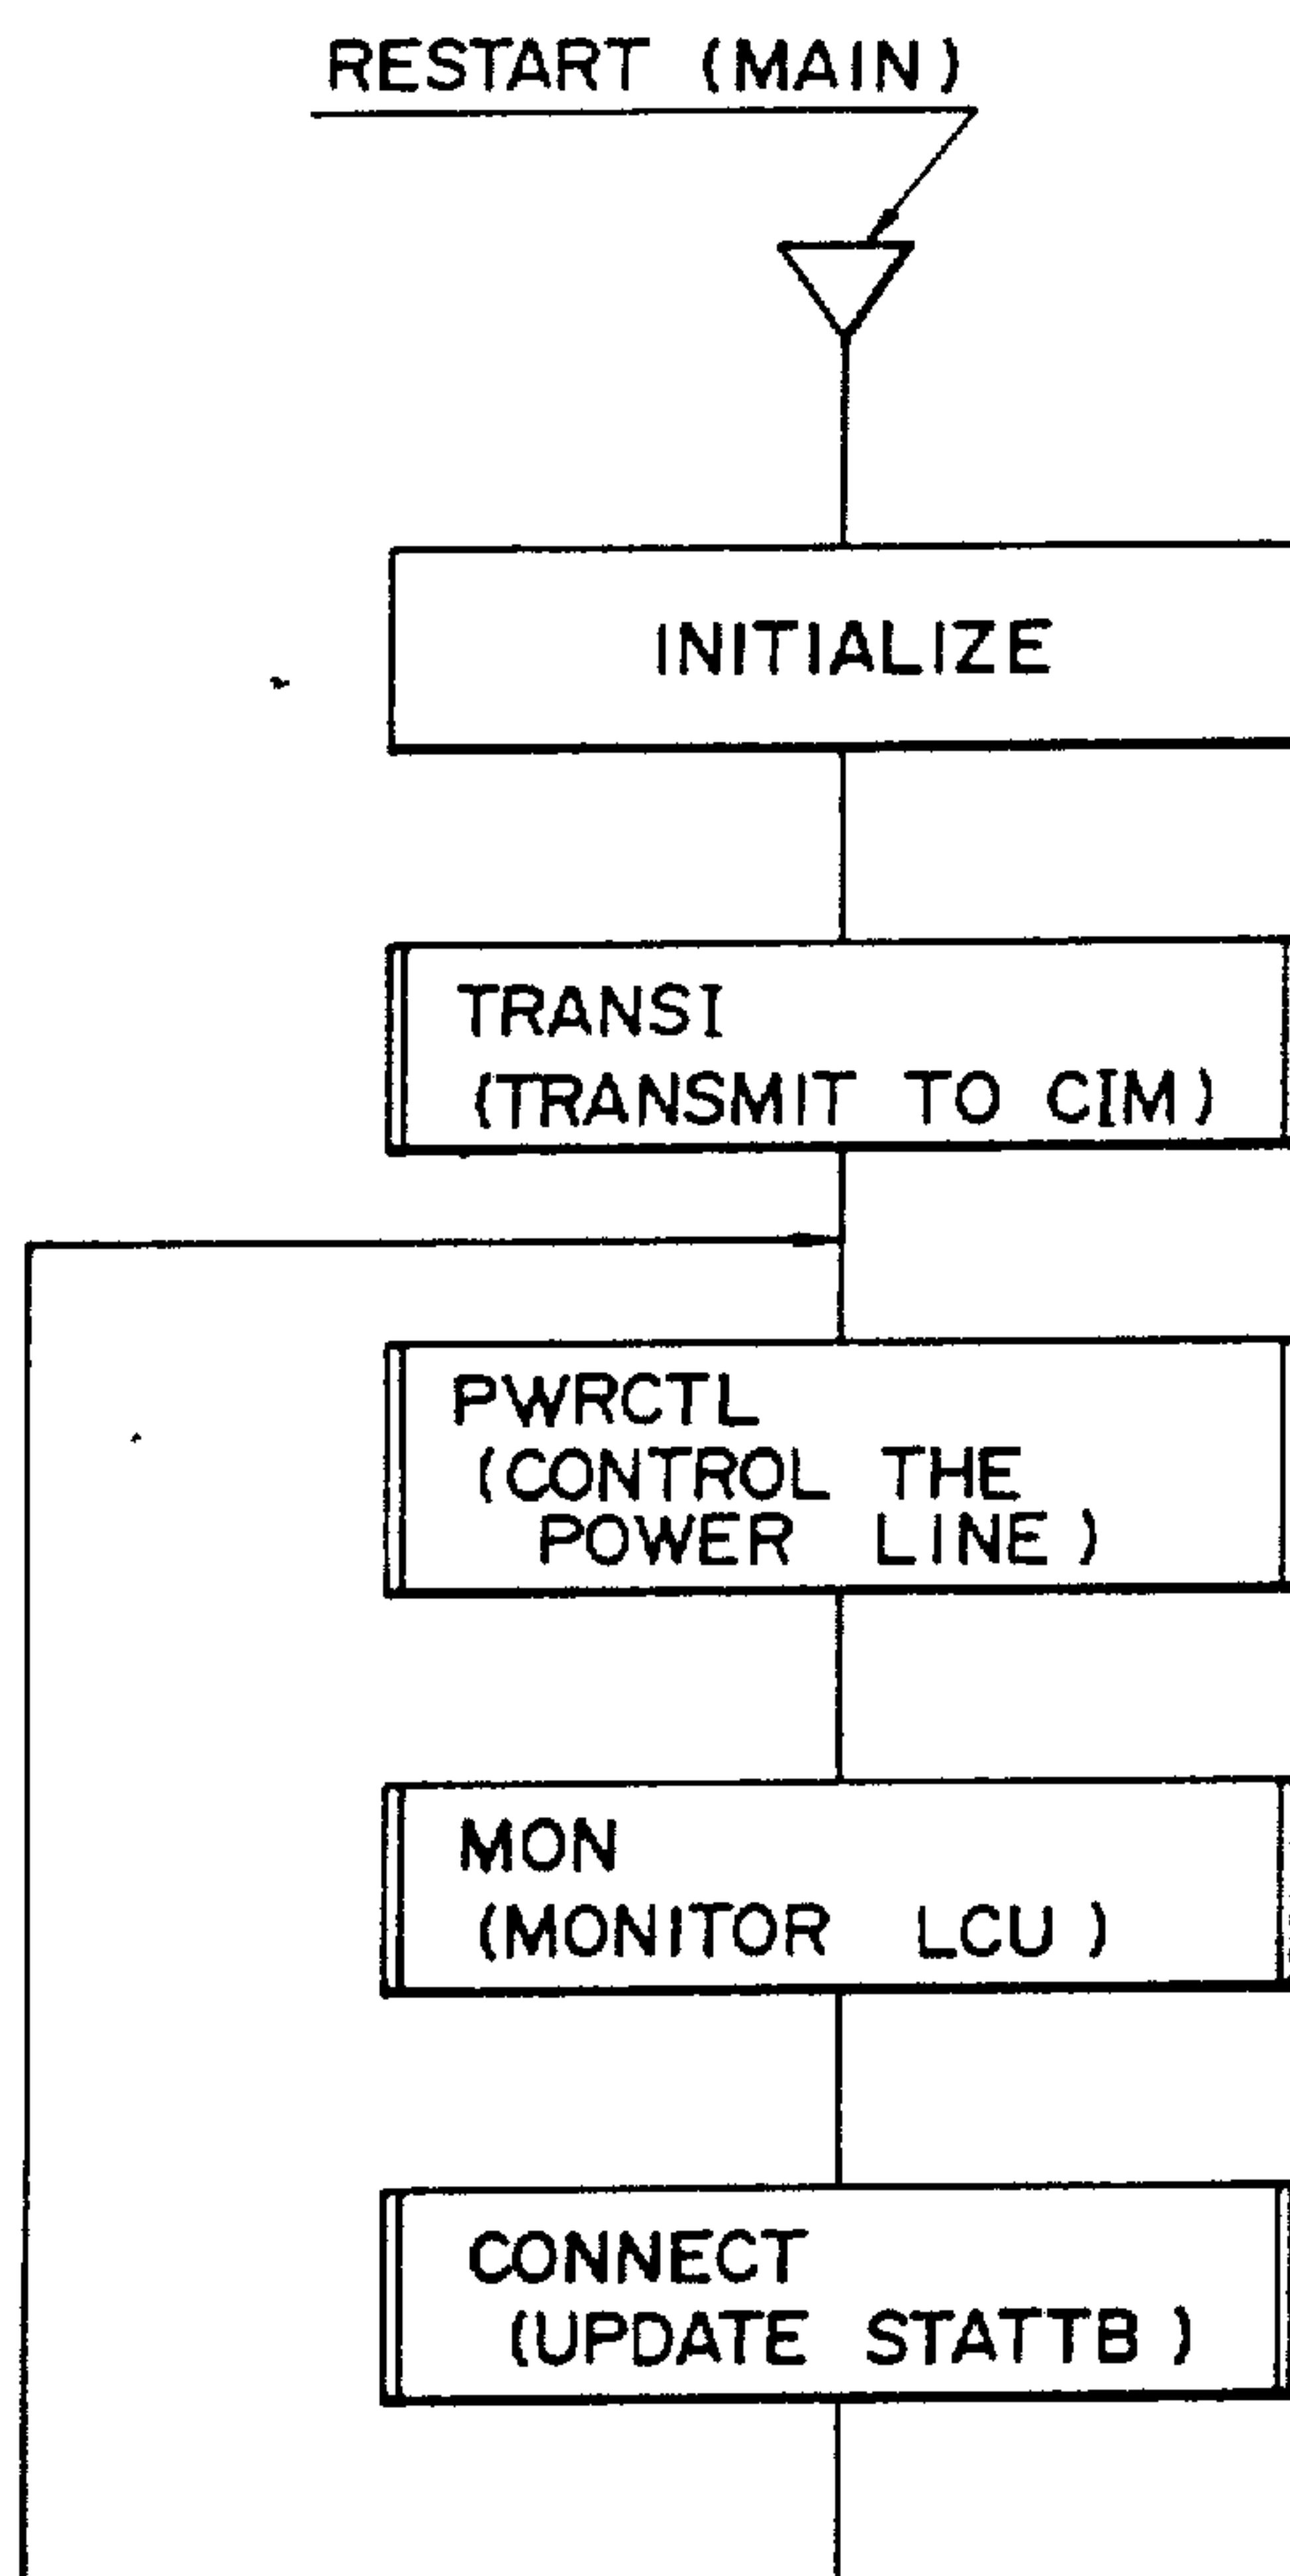 RESTART (MAIN)
INITIALIZE
TRANSI
(TRANSMIT TO CIM)
PWRCTL
(CONTROL THE
POWER LINE)
MON
(MONITOR LCU)
CONNECT
(UPDATE STATTB)